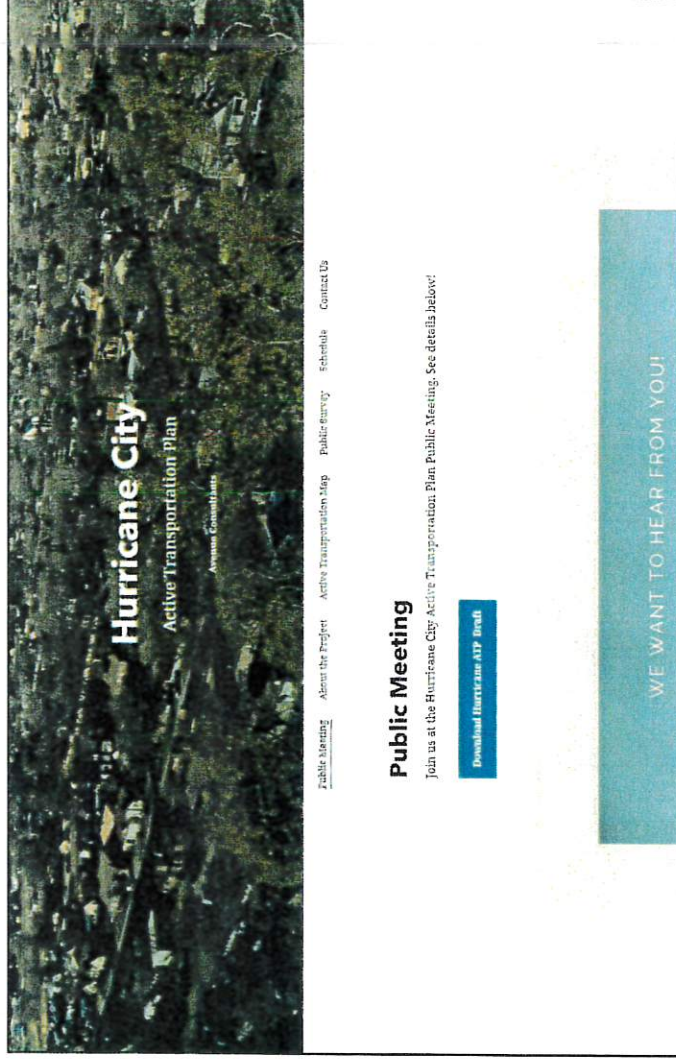 Hurricane City
Active Transportation Plan
Avenue Consultants
Public Meeting About the Project Active Transportation Map Public Survey Schedule Contact Us
Public Meeting
Join us at the Hurricane City Active Transportation Plan Public Meeting. See details below!
Download Hurricane ATP Draft
WE WANT TO HEAR FROM YOU!